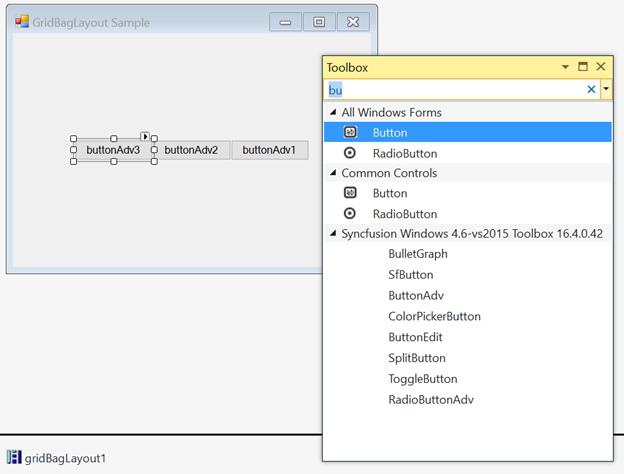 GridBagLayout Sample
buttonAdv3 buttonAdv2 buttonAdv1
Toolbox
bu
All Windows Forms
Button
RadioButton
Common Controls
Button
RadioButton
Syncfusion Windows 4.6-vs2015 Toolbox 16.4.0.42
BulletGraph
SfButton
ButtonAdv
ColorPickerButton
ButtonEdit
SplitButton
ToggleButton
RadioButtonAdv
gridBagLayout1